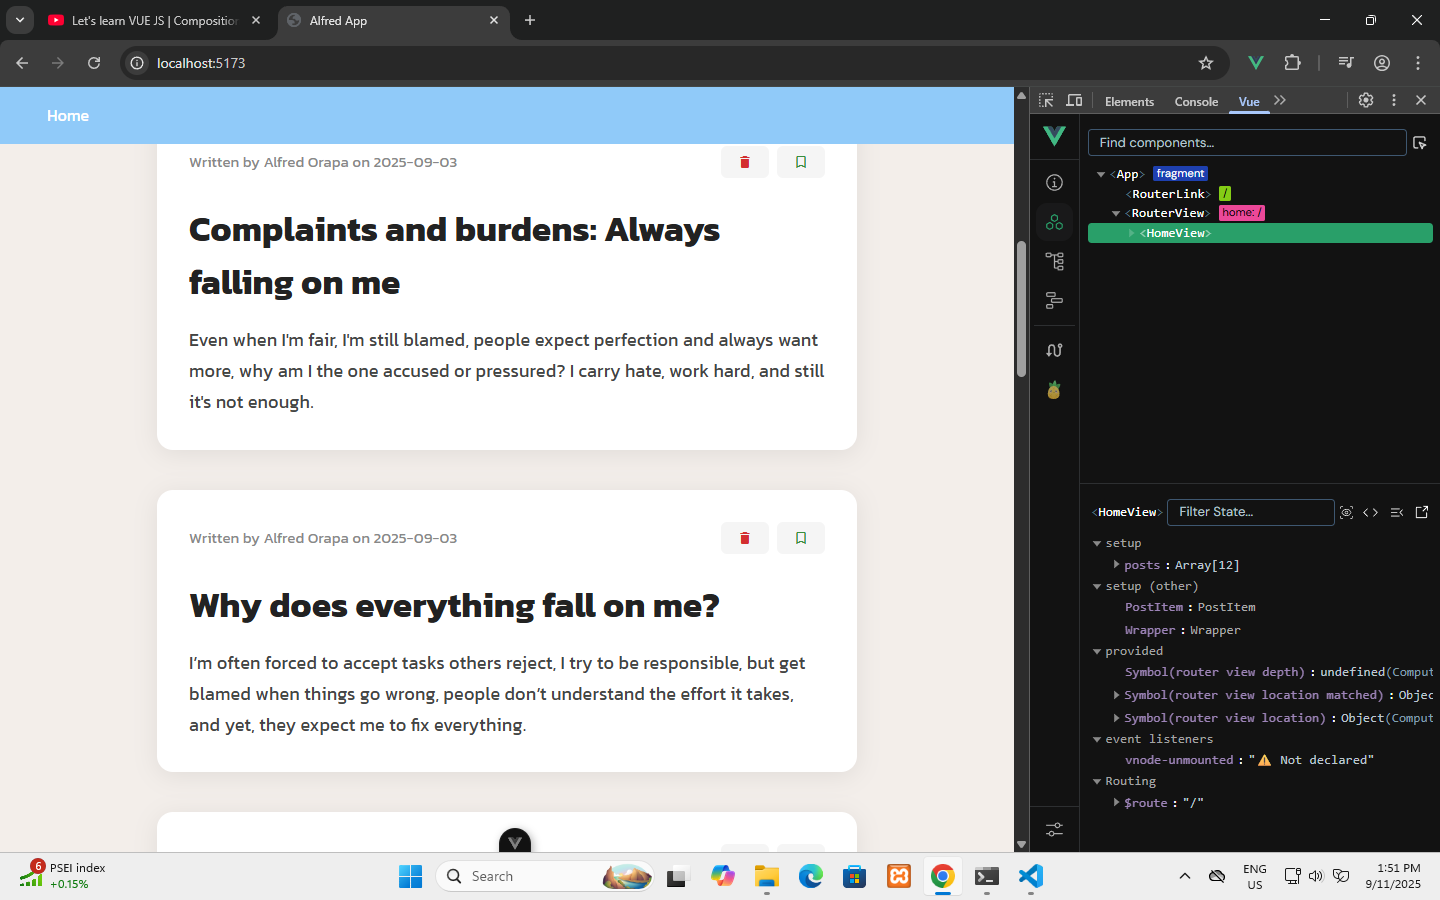 Let's learn VUE JS | Composition
Alfred App
localhost:5173
Home
Written by Alfred Orapa on 2025-09-03
Complaints and burdens: Always
falling on me
Even when I'm fair, I'm still blamed, people expect perfection and always want
more, why am I the one accused or pressured? I carry hate, work hard, and still
it's not enough.
Written by Alfred Orapa on 2025-09-03
Why does everything fall on me?
I’m often forced to accept tasks others reject, I try to be responsible, but get
blamed when things go wrong, people don’t understand the effort it takes,
and yet, they expect me to fix everything.
Elements Console Vue
Find components...
<App> fragment
<RouterLink> /
<RouterView> home: /
<HomeView>
<HomeView> Filter State...
setup
posts : Array[12]
setup (other)
PostItem : PostItem
Wrapper : Wrapper
provided
Symbol(router view depth) : undefined(Comput
Symbol(router view location matched) : Objec
Symbol(router view location) : Object(Comput
event listeners
vnode-unmounted : "⚠️ Not declared"
Routing
$route : "/"
6
PSEI index
+0.15%
Search
ENG
US
1:51 PM
9/11/2025